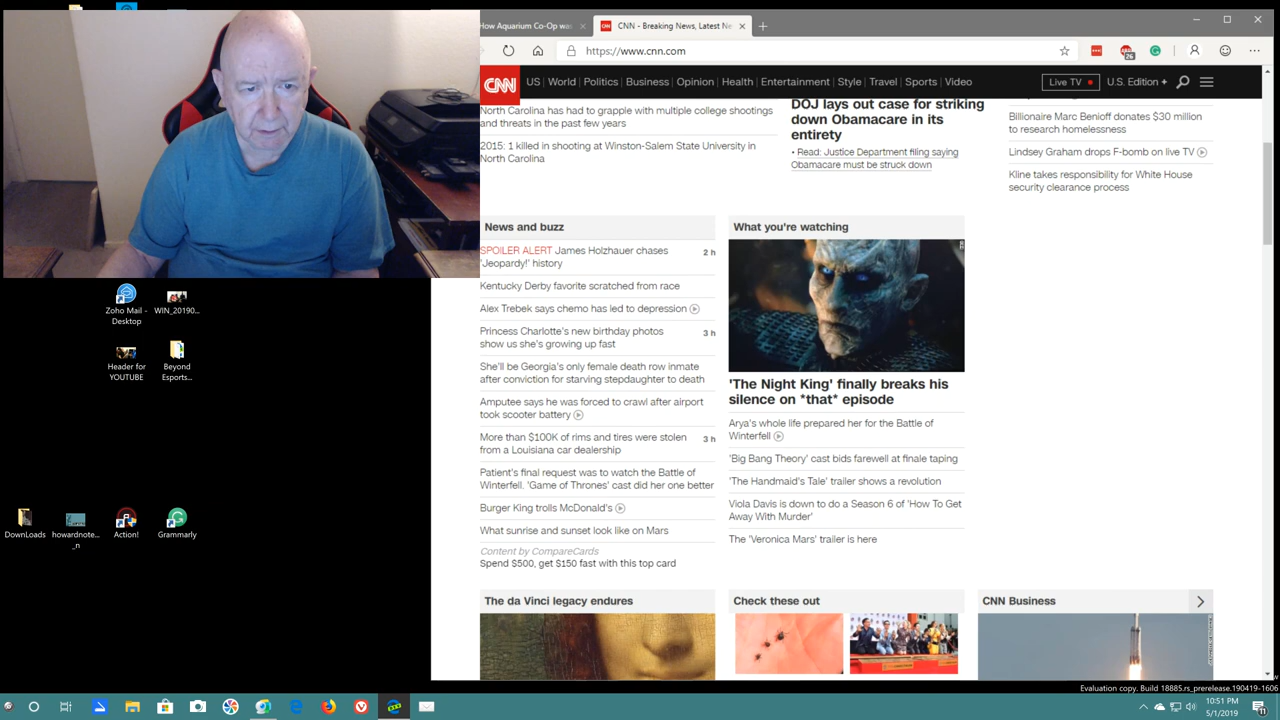 How Aquarium Co-Op was
CNN - Breaking News, Latest Ne
https://www.cnn.com
26
CNN
US
World
Politics
Business
Opinion
Health
Entertainment
Style
Travel
Sports
Video
Live TV
U.S. Edition +
North Carolina has had to grapple with multiple college shootings
and threats in the past few years
2015: 1 killed in shooting at Winston-Salem State University in
North Carolina
DOJ lays out case for striking
down Obamacare in its
entirety
• Read: Justice Department filing saying
Obamacare must be struck down
Billionaire Marc Benioff donates $30 million
to research homelessness
Lindsey Graham drops F-bomb on live TV
Kline takes responsibility for White House
security clearance process
News and buzz
SPOILER ALERT James Holzhauer chases 2 h
'Jeopardy!' history
Kentucky Derby favorite scratched from race
Alex Trebek says chemo has led to depression
Princess Charlotte's new birthday photos 3 h
show us she's growing up fast
She'll be Georgia's only female death row inmate
after conviction for starving stepdaughter to death
Amputee says he was forced to crawl after airport
took scooter battery
More than $100K of rims and tires were stolen 3 h
from a Louisiana car dealership
Patient's final request was to watch the Battle of
Winterfell. 'Game of Thrones' cast did her one better
Burger King trolls McDonald's
What sunrise and sunset look like on Mars
Content by CompareCards
Spend $500, get $150 fast with this top card
What you're watching
'The Night King' finally breaks his
silence on *that* episode
Arya's whole life prepared her for the Battle of
Winterfell
'Big Bang Theory' cast bids farewell at finale taping
'The Handmaid's Tale' trailer shows a revolution
Viola Davis is down to do a Season 6 of 'How To Get
Away With Murder'
The 'Veronica Mars' trailer is here
The da Vinci legacy endures
Check these out
CNN Business
Zoho Mail -
Desktop
WIN_20190...
Header for
YOUTUBE
Beyond
Esports...
DownLoads
howardnote...
_n
Action!
Grammarly
Evaluation copy. Build 18885.rs_prerelease.190419-1606
10:51 PM
5/1/2019
11